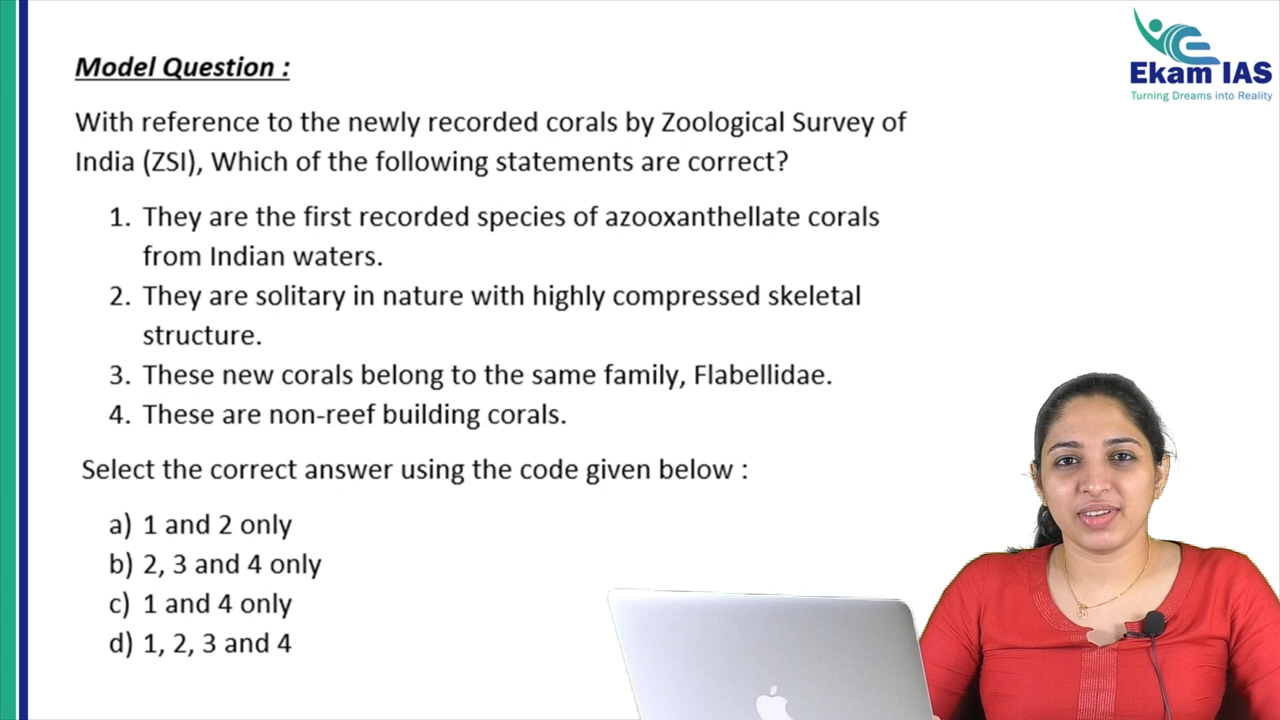 Ekam IAS
Turning Dreams into Reality
Model Question :
With reference to the newly recorded corals by Zoological Survey of
India (ZSI), Which of the following statements are correct?
1. They are the first recorded species of azooxanthellate corals
from Indian waters.
2. They are solitary in nature with highly compressed skeletal
structure.
3. These new corals belong to the same family, Flabellidae.
4. These are non-reef building corals.
Select the correct answer using the code given below :
a) 1 and 2 only
b) 2, 3 and 4 only
c) 1 and 4 only
d) 1, 2, 3 and 4